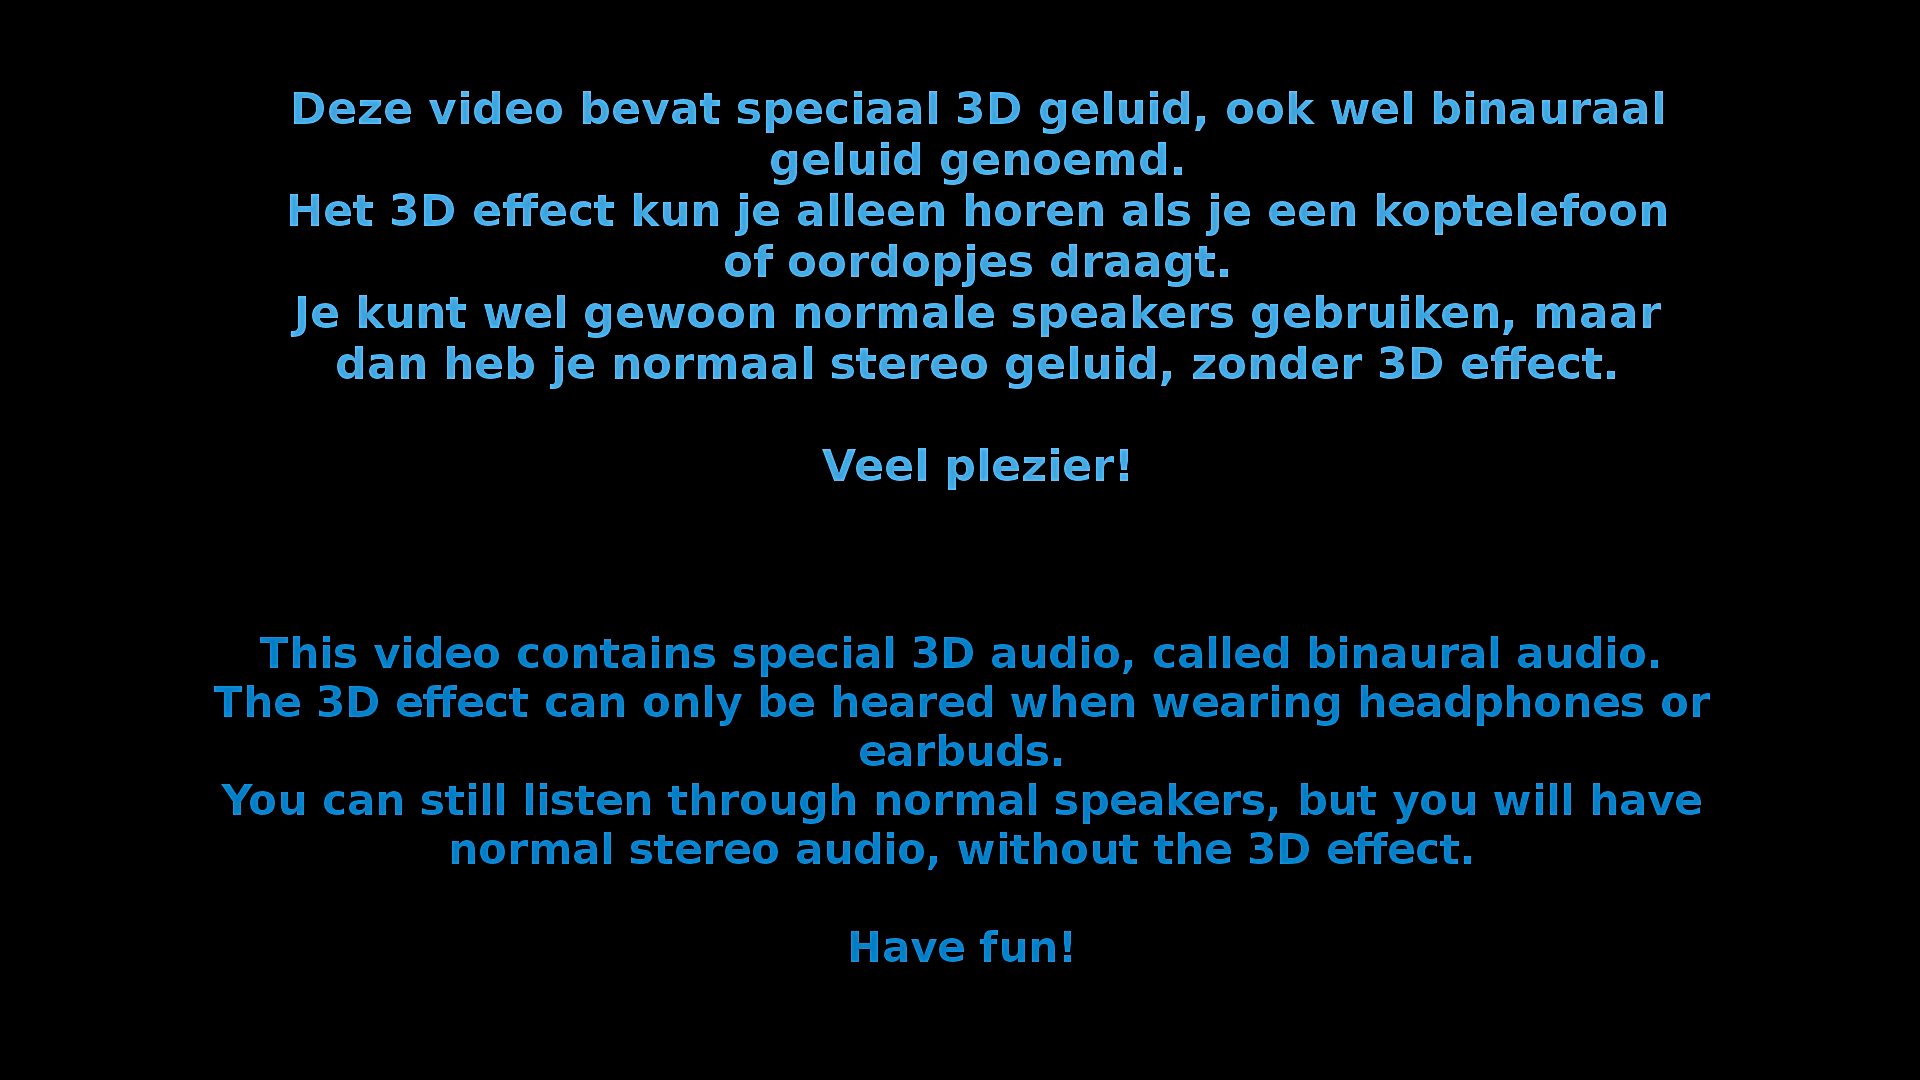 Deze video bevat speciaal 3D geluid, ook wel binauraal
geluid genoemd.
Het 3D effect kun je alleen horen als je een koptelefoon
of oordopjes draagt.
Je kunt wel gewoon normale speakers gebruiken, maar
dan heb je normaal stereo geluid, zonder 3D effect.
Veel plezier!
This video contains special 3D audio, called binaural audio.
The 3D effect can only be heared when wearing headphones or
earbuds.
You can still listen through normal speakers, but you will have
normal stereo audio, without the 3D effect.
Have fun!